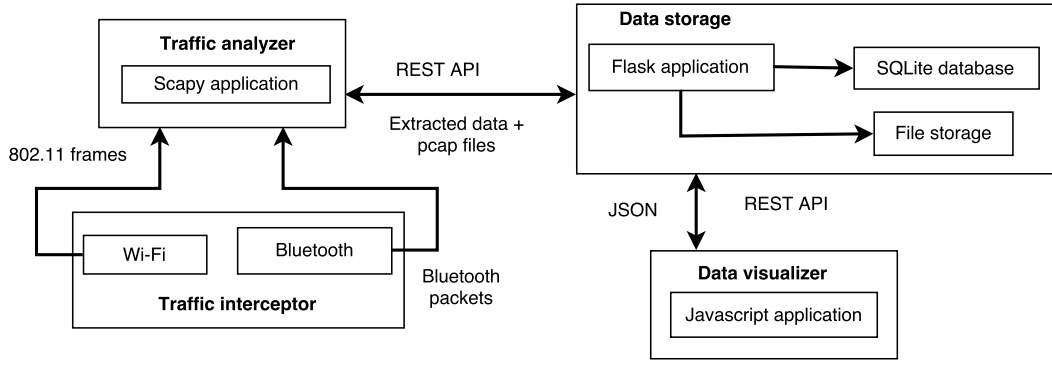 Traffic analyzer
Scapy application
802.11 frames
Wi-Fi
Bluetooth
Traffic interceptor
Bluetooth
packets
REST API
Extracted data +
pcap files
Data storage
Flask application
SQLite database
File storage
JSON
REST API
Data visualizer
Javascript application